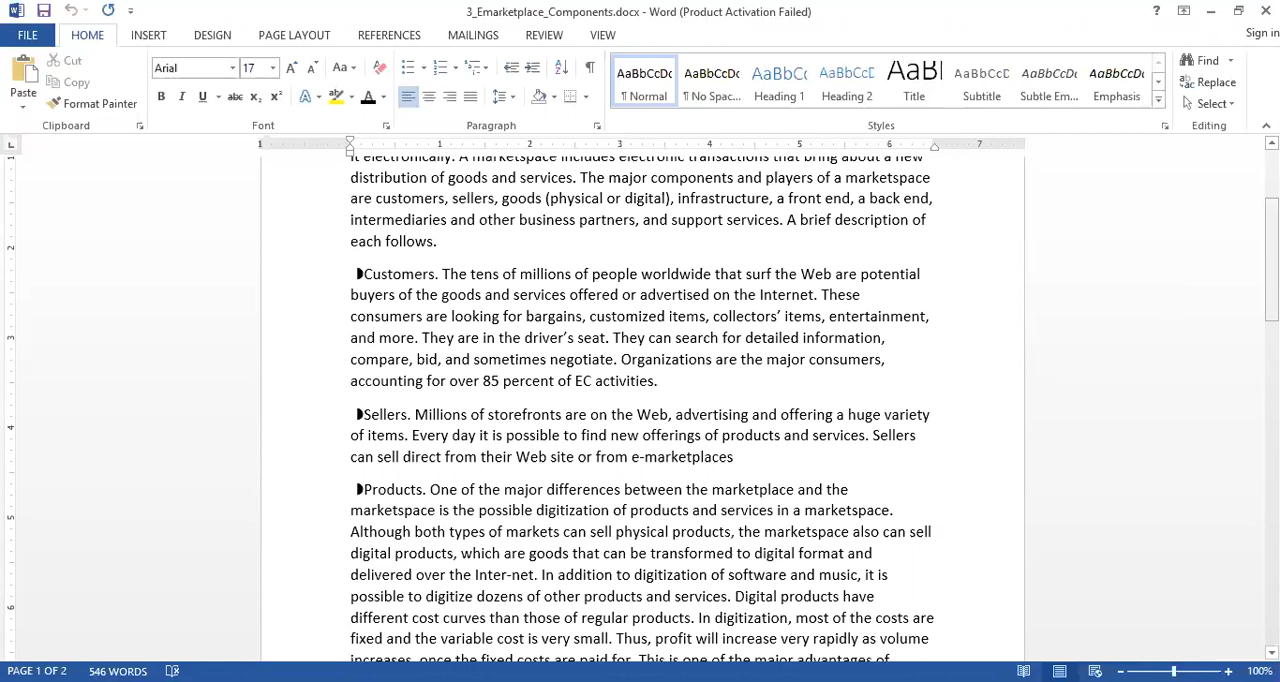 3_Emarketplace_Components.docx - Word (Product Activation Failed)
FILE HOME INSERT DESIGN PAGE LAYOUT REFERENCES MAILINGS REVIEW VIEW Sign in
Paste Cut Copy Format Painter
Arial 17
AaBbCcDc AaBbCcDc AaBbCc AaBbCcDc AaBl AaBbCcDc AaBbCcDc AaBbCcDc
¶ Normal ¶ No Spac... Heading 1 Heading 2 Title Subtitle Subtle Em... Emphasis
Find Replace Select
Clipboard Font Paragraph Styles Editing
1 1 2 3 4 5 6 7
it electronically. A marketspace includes electronic transactions that bring about a new
distribution of goods and services. The major components and players of a marketspace
are customers, sellers, goods (physical or digital), infrastructure, a front end, a back end,
intermediaries and other business partners, and support services. A brief description of
each follows.
◗Customers. The tens of millions of people worldwide that surf the Web are potential
buyers of the goods and services offered or advertised on the Internet. These
consumers are looking for bargains, customized items, collectors’ items, entertainment,
and more. They are in the driver’s seat. They can search for detailed information,
compare, bid, and sometimes negotiate. Organizations are the major consumers,
accounting for over 85 percent of EC activities.
◗Sellers. Millions of storefronts are on the Web, advertising and offering a huge variety
of items. Every day it is possible to find new offerings of products and services. Sellers
can sell direct from their Web site or from e-marketplaces
◗Products. One of the major differences between the marketplace and the
marketspace is the possible digitization of products and services in a marketspace.
Although both types of markets can sell physical products, the marketspace also can sell
digital products, which are goods that can be transformed to digital format and
delivered over the Inter-net. In addition to digitization of software and music, it is
possible to digitize dozens of other products and services. Digital products have
different cost curves than those of regular products. In digitization, most of the costs are
fixed and the variable cost is very small. Thus, profit will increase very rapidly as volume
increases, once the fixed costs are paid for. This is one of the major advantages of
PAGE 1 OF 2 546 WORDS 100%